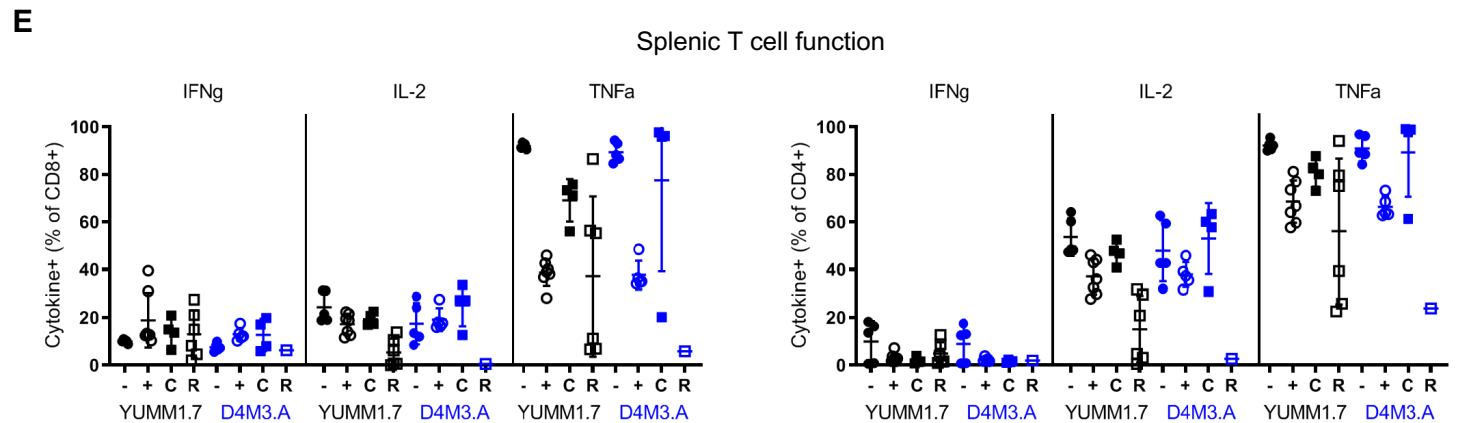 E
Splenic T cell function
IFNg IL-2 TNFa
Cytokine+ (% of CD8+)
100
80
60
40
20
0
- + C R - + C R - + C R - + C R - + C R - + C R
YUMM1.7 D4M3.A YUMM1.7 D4M3.A YUMM1.7 D4M3.A
IFNg IL-2 TNFa
Cytokine+ (% of CD4+)
100
80
60
40
20
0
- + C R - + C R - + C R - + C R - + C R - + C R
YUMM1.7 D4M3.A YUMM1.7 D4M3.A YUMM1.7 D4M3.A